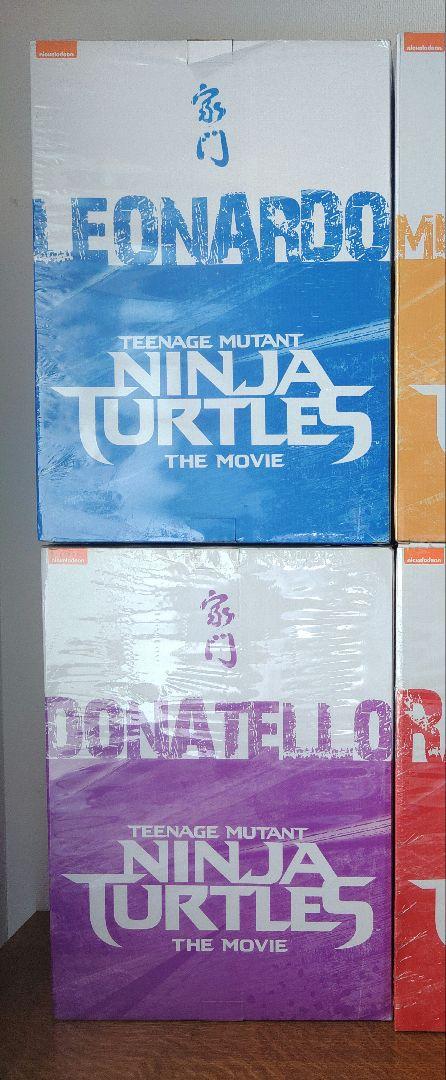 nickelodeon
家
门
LEONARDO
TEENAGE MUTANT
NINJA
TURTLES
THE MOVIE
nickelodeon
M
nickelodeon
家
门
DONATELLO
TEENAGE MUTANT
NINJA
TURTLES
THE MOVIE
nickelodeon
R